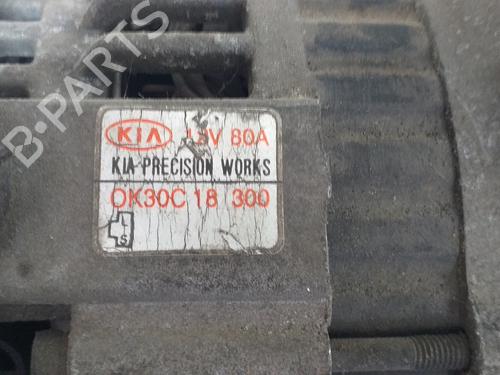 B-PARTS
KIA 13V 80A
KIA PRECISION WORKS
OK30C 18 300
L
S